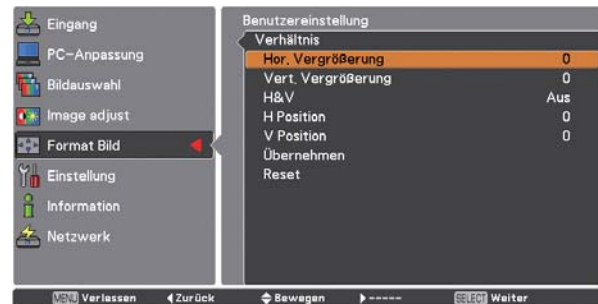 Eingang
PC-Anpassung
Bildauswahl
Image adjust
Format Bild
Einstellung
Information
Netzwerk
Benutzereinstellung
Verhältnis
Hor. Vergrößerung 0
Vert. Vergrößerung 0
H&V Aus
H Position 0
V Position 0
Übernehmen
Reset
MENU Verlassen Zurück Bewegen ----- SELECT Weiter